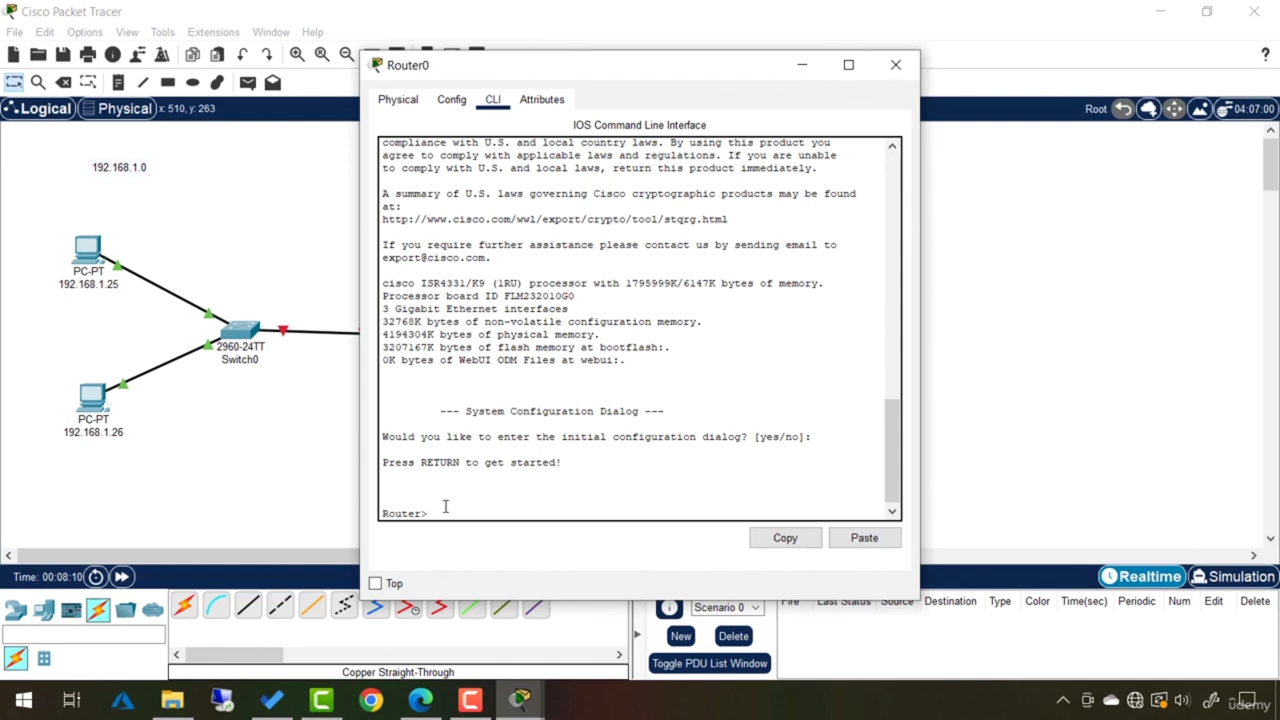 Cisco Packet Tracer
File Edit Options View Tools Extensions Window Help
Logical Physical x: 510, y: 263
Root 04:07:00
192.168.1.0
PC-PT
192.168.1.25
2960-24TT
Switch0
PC-PT
192.168.1.26
Router0
Physical Config CLI Attributes
IOS Command Line Interface
compliance with U.S. and local country laws. By using this product you
agree to comply with applicable laws and regulations. If you are unable
to comply with U.S. and local laws, return this product immediately.
A summary of U.S. laws governing Cisco cryptographic products may be found
at:
http://www.cisco.com/wwl/export/crypto/tool/stqrg.html
If you require further assistance please contact us by sending email to
export@cisco.com.
cisco ISR4331/K9 (1RU) processor with 1795999K/6147K bytes of memory.
Processor board ID FLM232010G0
3 Gigabit Ethernet interfaces
32768K bytes of non-volatile configuration memory.
4194304K bytes of physical memory.
3207167K bytes of flash memory at bootflash:.
0K bytes of WebUI ODM Files at webui:.
--- System Configuration Dialog ---
Would you like to enter the initial configuration dialog? [yes/no]:
Press RETURN to get started!
Router>
Copy Paste
Top
Time: 00:08:10
Realtime Simulation
Scenario 0
Fire Last Status Source Destination Type Color Time(sec) Periodic Num Edit Delete
New Delete
Toggle PDU List Window
Copper Straight-Through
udemy